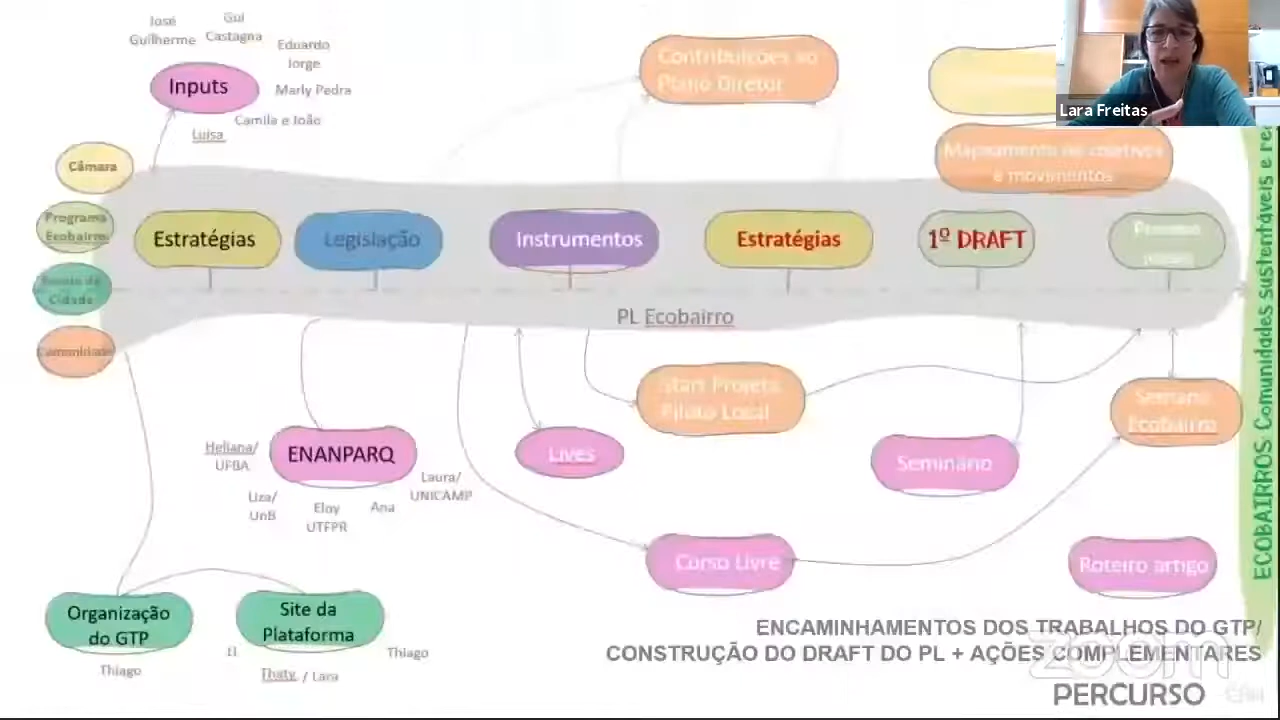 José
Guilherme
Gui
Castagna
Eduardo
Jorge
Inputs
Marly Pedra
Camila e João
Luisa
Contribuições ao
Plano Diretor
Lara Freitas
Mapeamento de coletivos
e movimentos
Câmara
Programa
Ecobairro
Escola da
Cidade
Comunidade
Estratégias
Legislação
Instrumentos
Estratégias
1º DRAFT
PL Ecobairro
Start Projeto
Piloto Local
Semana
Ecobairro
Heliana/
UFBA
ENANPARQ
Laura/
UNICAMP
Liza/
UnB
Eloy
UTFPR
Ana
Lives
Seminário
Curso Livre
Roteiro artigo
Organização
do GTP
Thiago
Site da
Plataforma
Thaty / Lara
Thiago
ECOBAIRROS: Comunidades sustentáveis e
ENCAMINHAMENTOS DOS TRABALHOS DO GTP/
CONSTRUÇÃO DO DRAFT DO PL + AÇÕES COMPLEMENTARES
PERCURSO
zoom